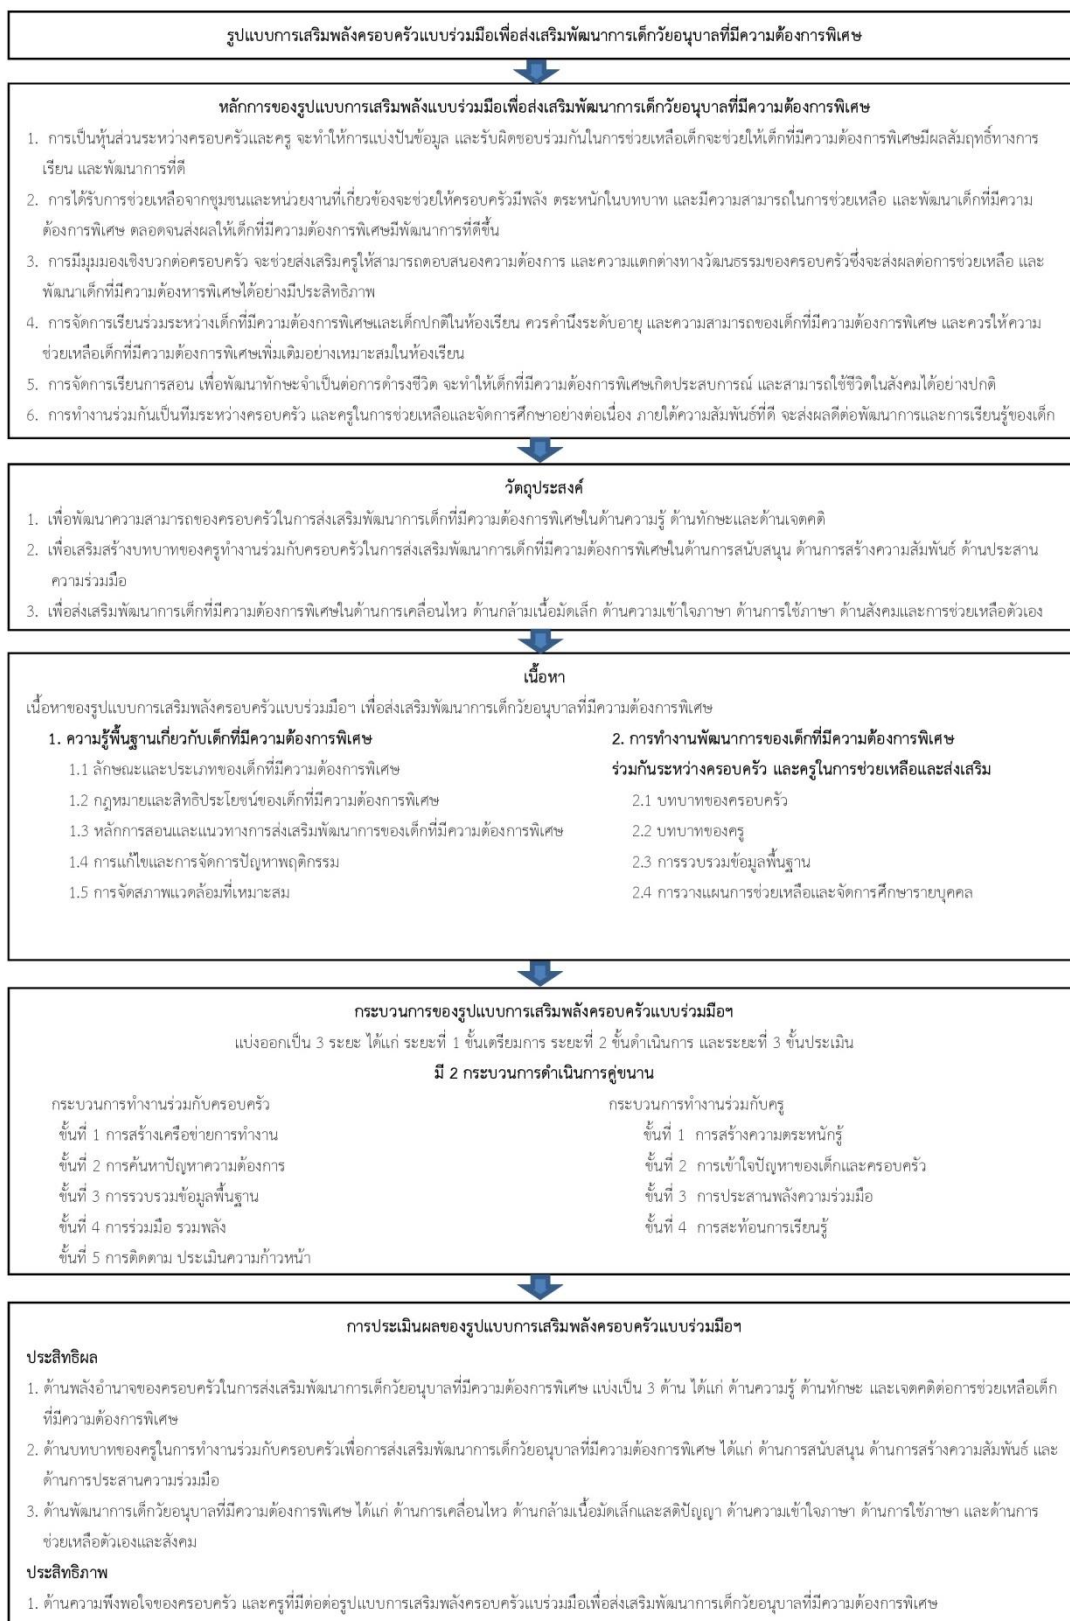 รูปแบบการเสริมพลังครอบครัวแบบร่วมมือเพื่อส่งเสริมพัฒนาการเด็กวัยอนุบาลที่มีความต้องการพิเศษ
หลักการของรูปแบบการเสริมพลังแบบร่วมมือเพื่อส่งเสริมพัฒนาการเด็กวัยอนุบาลที่มีความต้องการพิเศษ
1. การเป็นหุ้นส่วนระหว่างครอบครัวและครู จะทำให้การแบ่งปันข้อมูล และรับผิดชอบร่วมกันในการช่วยเหลือเด็กจะช่วยให้เด็กที่มีความต้องการพิเศษมีผลสัมฤทธิ์ทางการ
เรียน และพัฒนาการที่ดี
2. การได้รับการช่วยเหลือจากชุมชนและหน่วยงานที่เกี่ยวข้องจะช่วยให้ครอบครัวมีพลัง ตระหนักในบทบาท และมีความสามารถในการช่วยเหลือ และพัฒนาเด็กที่มีความ
ต้องการพิเศษ ตลอดจนส่งผลให้เด็กที่มีความต้องการพิเศษมีพัฒนาการที่ดีขึ้น
3. การมีมุมมองเชิงบวกต่อครอบครัว จะช่วยส่งเสริมครูให้สามารถตอบสนองความต้องการ และความแตกต่างทางวัฒนธรรมของครอบครัวซึ่งจะส่งผลต่อการช่วยเหลือ และ
พัฒนาเด็กที่มีความต้องหารพิเศษได้อย่างมีประสิทธิภาพ
4. การจัดการเรียนร่วมระหว่างเด็กที่มีความต้องการพิเศษและเด็กปกติในห้องเรียน ควรคำนึงระดับอายุ และความสามารถของเด็กที่มีความต้องการพิเศษ และควรให้ความ
ช่วยเหลือเด็กที่มีความต้องการพิเศษเพิ่มเติมอย่างเหมาะสมในห้องเรียน
5. การจัดการเรียนการสอน เพื่อพัฒนาทักษะจำเป็นต่อการดำรงชีวิต จะทำให้เด็กที่มีความต้องการพิเศษเกิดประสบการณ์ และสามารถใช้ชีวิตในสังคมได้อย่างปกติ
6. การทำงานร่วมกันเป็นทีมระหว่างครอบครัว และครูในการช่วยเหลือและจัดการศึกษาอย่างต่อเนื่อง ภายใต้ความสัมพันธ์ที่ดี จะส่งผลดีต่อพัฒนาการและการเรียนรู้ของเด็ก
วัตถุประสงค์
1. เพื่อพัฒนาความสามารถของครอบครัวในการส่งเสริมพัฒนาการเด็กที่มีความต้องการพิเศษในด้านความรู้ ด้านทักษะและด้านเจตคติ
2. เพื่อเสริมสร้างบทบาทของครูทำงานร่วมกับครอบครัวในการส่งเสริมพัฒนาการเด็กที่มีความต้องการพิเศษในด้านการสนับสนุน ด้านการสร้างความสัมพันธ์ ด้านประสาน
ความร่วมมือ
3. เพื่อส่งเสริมพัฒนาการเด็กที่มีความต้องการพิเศษในด้านการเคลื่อนไหว ด้านกล้ามเนื้อมัดเล็ก ด้านความเข้าใจภาษา ด้านการใช้ภาษา ด้านสังคมและการช่วยเหลือตัวเอง
เนื้อหา
เนื้อหาของรูปแบบการเสริมพลังครอบครัวแบบร่วมมือฯ เพื่อส่งเสริมพัฒนาการเด็กวัยอนุบาลที่มีความต้องการพิเศษ
1. ความรู้พื้นฐานเกี่ยวกับเด็กที่มีความต้องการพิเศษ
1.1 ลักษณะและประเภทของเด็กที่มีความต้องการพิเศษ
1.2 กฎหมายและสิทธิประโยชน์ของเด็กที่มีความต้องการพิเศษ
1.3 หลักการสอนและแนวทางการส่งเสริมพัฒนาการของเด็กที่มีความต้องการพิเศษ
1.4 การแก้ไขและการจัดการปัญหาพฤติกรรม
1.5 การจัดสภาพแวดล้อมที่เหมาะสม
2. การทำงานพัฒนาการของเด็กที่มีความต้องการพิเศษ
ร่วมกันระหว่างครอบครัว และครูในการช่วยเหลือและส่งเสริม
2.1 บทบาทของครอบครัว
2.2 บทบาทของครู
2.3 การรวบรวมข้อมูลพื้นฐาน
2.4 การวางแผนการช่วยเหลือและจัดการศึกษารายบุคคล
กระบวนการของรูปแบบการเสริมพลังครอบครัวแบบร่วมมือฯ
แบ่งออกเป็น 3 ระยะ ได้แก่ ระยะที่ 1 ขั้นเตรียมการ ระยะที่ 2 ขั้นดำเนินการ และระยะที่ 3 ขั้นประเมิน
มี 2 กระบวนการดำเนินการคู่ขนาน
กระบวนการทำงานร่วมกับครอบครัว
ขั้นที่ 1 การสร้างเครือข่ายการทำงาน
ขั้นที่ 2 การค้นหาปัญหาความต้องการ
ขั้นที่ 3 การรวบรวมข้อมูลพื้นฐาน
ขั้นที่ 4 การร่วมมือ รวมพลัง
ขั้นที่ 5 การติดตาม ประเมินความก้าวหน้า
กระบวนการทำงานร่วมกับครู
ขั้นที่ 1 การสร้างความตระหนักรู้
ขั้นที่ 2 การเข้าใจปัญหาของเด็กและครอบครัว
ขั้นที่ 3 การประสานพลังความร่วมมือ
ขั้นที่ 4 การสะท้อนการเรียนรู้
การประเมินผลของรูปแบบการเสริมพลังครอบครัวแบบร่วมมือฯ
ประสิทธิผล
1. ด้านพลังอำนาจของครอบครัวในการส่งเสริมพัฒนาการเด็กวัยอนุบาลที่มีความต้องการพิเศษ แบ่งเป็น 3 ด้าน ได้แก่ ด้านความรู้ ด้านทักษะ และเจตคติต่อการช่วยเหลือเด็ก
ที่มีความต้องการพิเศษ
2. ด้านบทบาทของครูในการทำงานร่วมกับครอบครัวเพื่อการส่งเสริมพัฒนาการเด็กวัยอนุบาลที่มีความต้องการพิเศษ ได้แก่ ด้านการสนับสนุน ด้านการสร้างความสัมพันธ์ และ
ด้านการประสานความร่วมมือ
3. ด้านพัฒนาการเด็กวัยอนุบาลที่มีความต้องการพิเศษ ได้แก่ ด้านการเคลื่อนไหว ด้านกล้ามเนื้อมัดเล็กและสติปัญญา ด้านความเข้าใจภาษา ด้านการใช้ภาษา และด้านการ
ช่วยเหลือตัวเองและสังคม
ประสิทธิภาพ
1. ด้านความพึงพอใจของครอบครัว และครูที่มีต่อต่อรูปแบบการเสริมพลังครอบครัวแบร่วมมือเพื่อส่งเสริมพัฒนาการเด็กวัยอนุบาลที่มีความต้องการพิเศษ